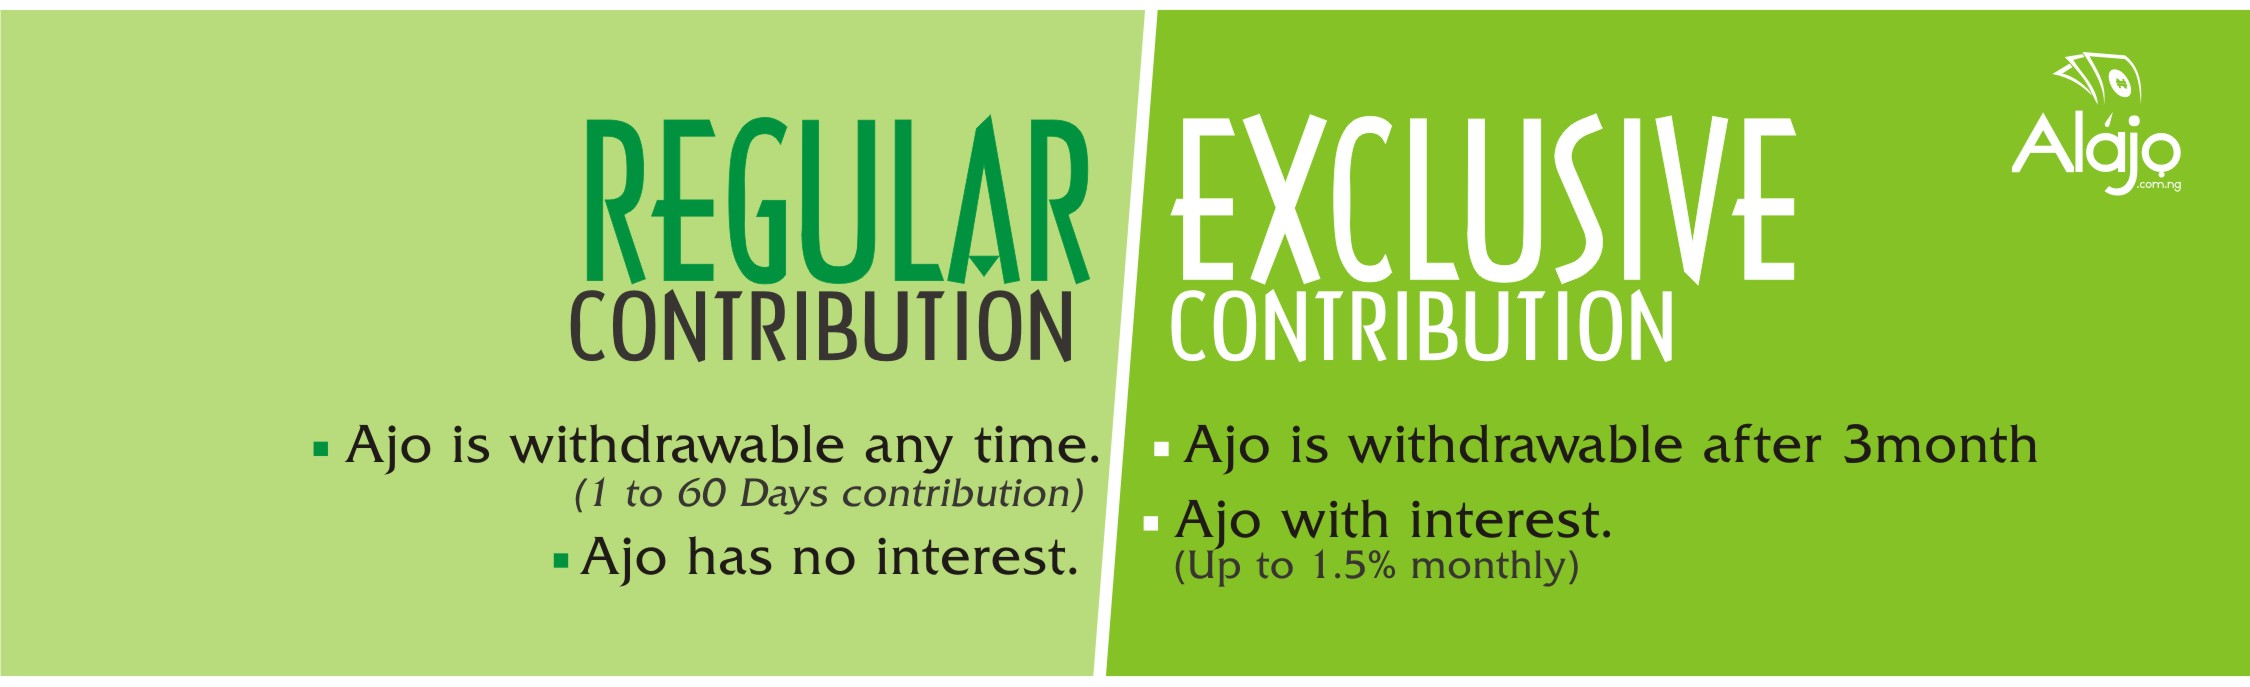 REGULAR
CONTRIBUTION
Ajo is withdrawable any time.
(1 to 60 Days contribution)
Ajo has no interest.
EXCLUSIVE
CONTRIBUTION
Ajo is withdrawable after 3month
Ajo with interest.
(Up to 1.5% monthly)
Alájọ
.com.ng